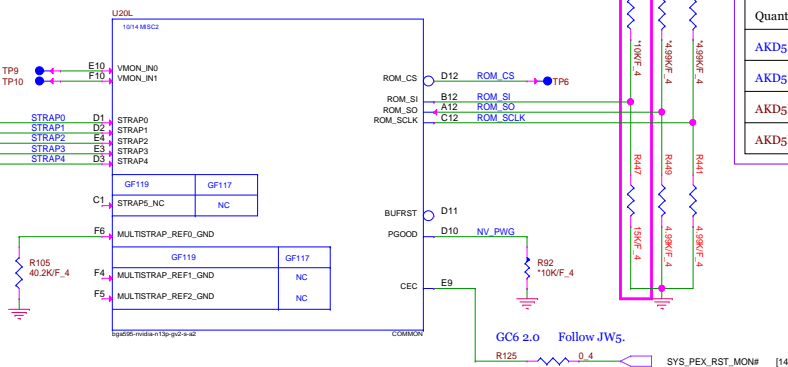 U20L
10/14 MISC2
Quant
*10K/F_4
*4.99K/F_4
*4.99K/F_4
AKD5
AKD5
AKD5
AKD5
TP9
E10
VMON_IN0
TP10
F10
VMON_IN1
ROM_CS
D12
ROM_CS
TP6
ROM_SI
B12
ROM_SI
ROM_SO
A12
ROM_SO
ROM_SCLK
C12
ROM_SCLK
STRAP0
D1
STRAP0
STRAP1
D2
STRAP1
STRAP2
E4
STRAP2
STRAP3
E3
STRAP3
STRAP4
D3
STRAP4
R447
R449
R441
GF119
GF117
C1
STRAP5_NC
NC
BUFRST
D11
F6
MULTISTRAP_REF0_GND
PGOOD
D10
NV_PWG
15K/F_4
4.99K/F_4
4.99K/F_4
R105
40.2K/F_4
GF119
GF117
R92
*10K/F_4
F4
MULTISTRAP_REF1_GND
NC
CEC
E9
F5
MULTISTRAP_REF2_GND
NC
bga595-nvidia-n13p-gv2-s-a2
COMMON
GC6 2.0 Follow JW5.
R125
0_4
SYS_PEX_RST_MON#
[14